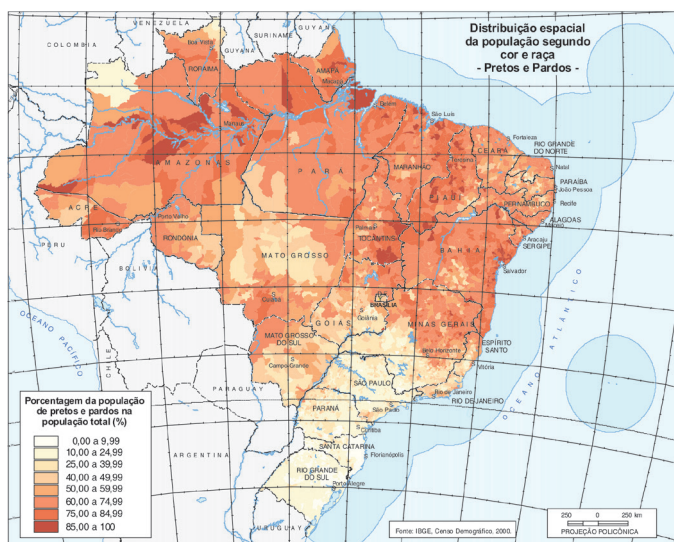 Distribuição espacial
da população segundo
cor e raça
- Pretos e Pardos -
VENEZUELA
COLOMBIA
GUYANE
SURINAME
GUYANA
Boa Vista
RORAIMA
AMAPÁ
Macapá
Belém
São Luís
Manaus
Fortaleza
RIO GRANDE
DO NORTE
CEARÁ
Teresina
MARANHÃO
Natal
AMAZONAS
PARÁ
PARAÍBA
João Pessoa
PIAUÍ
PERNAMBUCO
Recife
ACRE
Porto Velho
ALAGOAS
Maceió
Rio Branco
Palmas
TOCANTINS
Aracaju
SERGIPE
RONDÔNIA
PERU
BAHIA
MATO GROSSO
Salvador
BOLIVIA
Cuiabá
BRASÍLIA
Goiânia
GOIÁS
MINAS GERAIS
MATO GROSSO
DO SUL
Belo Horizonte
ESPÍRITO
SANTO
Vitória
Campo Grande
SÃO PAULO
OCEANO PACÍFICO
CHILE
OCEANO ATLÂNTICO
PARAGUAY
Rio de Janeiro
RIO DE JANEIRO
São Paulo
PARANÁ
Curitiba
SANTA CATARINA
Florianópolis
ARGENTINA
RIO GRANDE
DO SUL
Porto Alegre
URUGUAY
Porcentagem da população
de pretos e pardos na
população total (%)
0,00 a 9,99
10,00 a 24,99
25,00 a 39,99
40,00 a 49,99
50,00 a 59,99
60,00 a 74,99
75,00 a 84,99
85,00 a 100
Fonte: IBGE, Censo Demográfico, 2000.
250 0 250 km
PROJEÇÃO POLICÔNICA